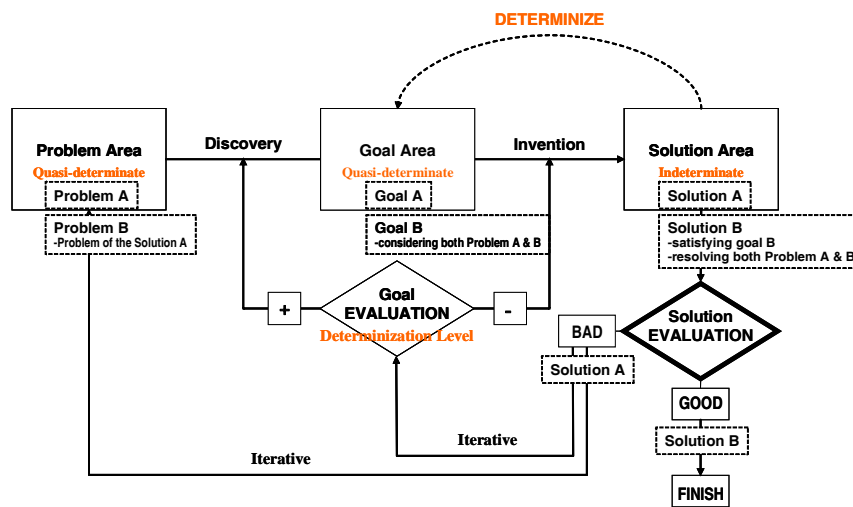 DETERMINIZE
Problem Area
Quasi-determinate
Problem A
Problem B
-Problem of the Solution A
Discovery
Goal Area
Quasi-determinate
Goal A
Goal B
-considering both Problem A & B
Invention
Solution Area
Indeterminate
Solution A
Solution B
-satisfying goal B
-resolving both Problem A & B
+
Goal
EVALUATION
Determinization Level
-
BAD
Solution A
Solution
EVALUATION
GOOD
Solution B
FINISH
Iterative
Iterative